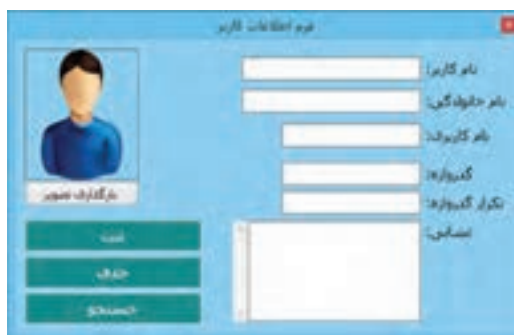 فرم اطلاعات کاربر
نام کاربر:
نام خانوادگی:
نام کاربری:
گذرواژه:
تکرار گذرواژه:
نشانی:
بارگذاری تصویر
ثبت
حذف
جستجو